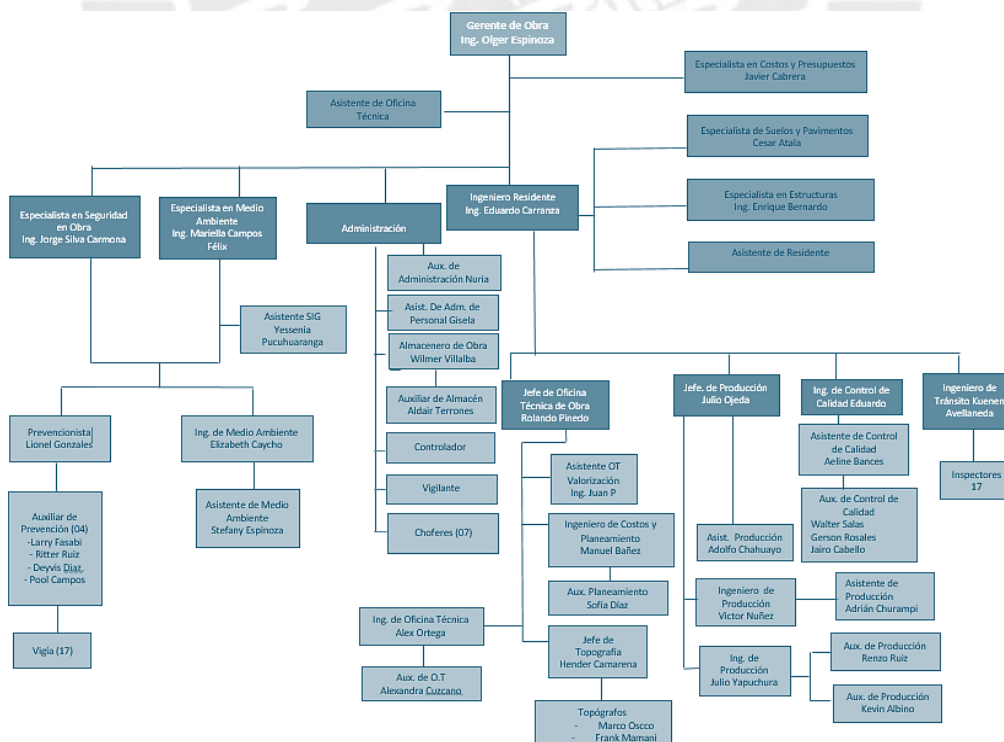 Gerente de Obra
Ing. Olger Espinoza
Especialista en Costos y Presupuestos
Javier Cabrera
Asistente de Oficina
Técnica
Especialista de Suelos y Pavimentos
Cesar Atala
Especialista en Seguridad
en Obra
Ing. Jorge Silva Carmona
Especialista en Medio
Ambiente
Ing. Mariella Campos
Félix
Administración
Ingeniero Residente
Ing. Eduardo Carranza
Especialista en Estructuras
Ing. Enrique Bernardo
Asistente de Residente
Aux. de
Administración Nuria
Asistente SIG
Yessenia
Pucuhuaranga
Asist. De Adm. de
Personal Gisela
Almacenero de Obra
Wilmer Villalba
Auxiliar de Almacén
Aldair Terrones
Controlador
Vigilante
Choferes (07)
Prevencionista
Lionel Gonzales
Ing. de Medio Ambiente
Elizabeth Caycho
Auxiliar de
Prevención (04)
-Larry Fasabi
- Ritter Ruiz
- Deyvis Diaz
- Pool Campos
Asistente de Medio
Ambiente
Stefany Espinoza
Vigía (17)
Jefe de Oficina
Técnica de Obra
Rolando Pinedo
Jefe. de Producción
Julio Ojeda
Ing. de Control de
Calidad Eduardo
Ingeniero de
Tránsito Kuenen
Avellaneda
Asistente OT
Valorización
Ing. Juan P
Asistente de Control
de Calidad
Aeline Bances
Inspectores
17
Ingeniero de Costos y
Planeamiento
Manuel Bañez
Asist. Producción
Adolfo Chahuayo
Aux. de Control de
Calidad
Walter Salas
Gerson Rosales
Jairo Cabello
Aux. Planeamiento
Sofía Díaz
Ingeniero de
Producción
Victor Nuñez
Asistente de
Producción
Adrián Churampi
Ing. de Oficina Técnica
Alex Ortega
Jefe de
Topografía
Hender Camarena
Ing. de
Producción
Julio Yapuchura
Aux. de Producción
Renzo Ruiz
Aux. de O.T
Alexandra Cuzcano
Aux. de Producción
Kevin Albino
Topógrafos
- Marco Oscco
- Frank Mamani